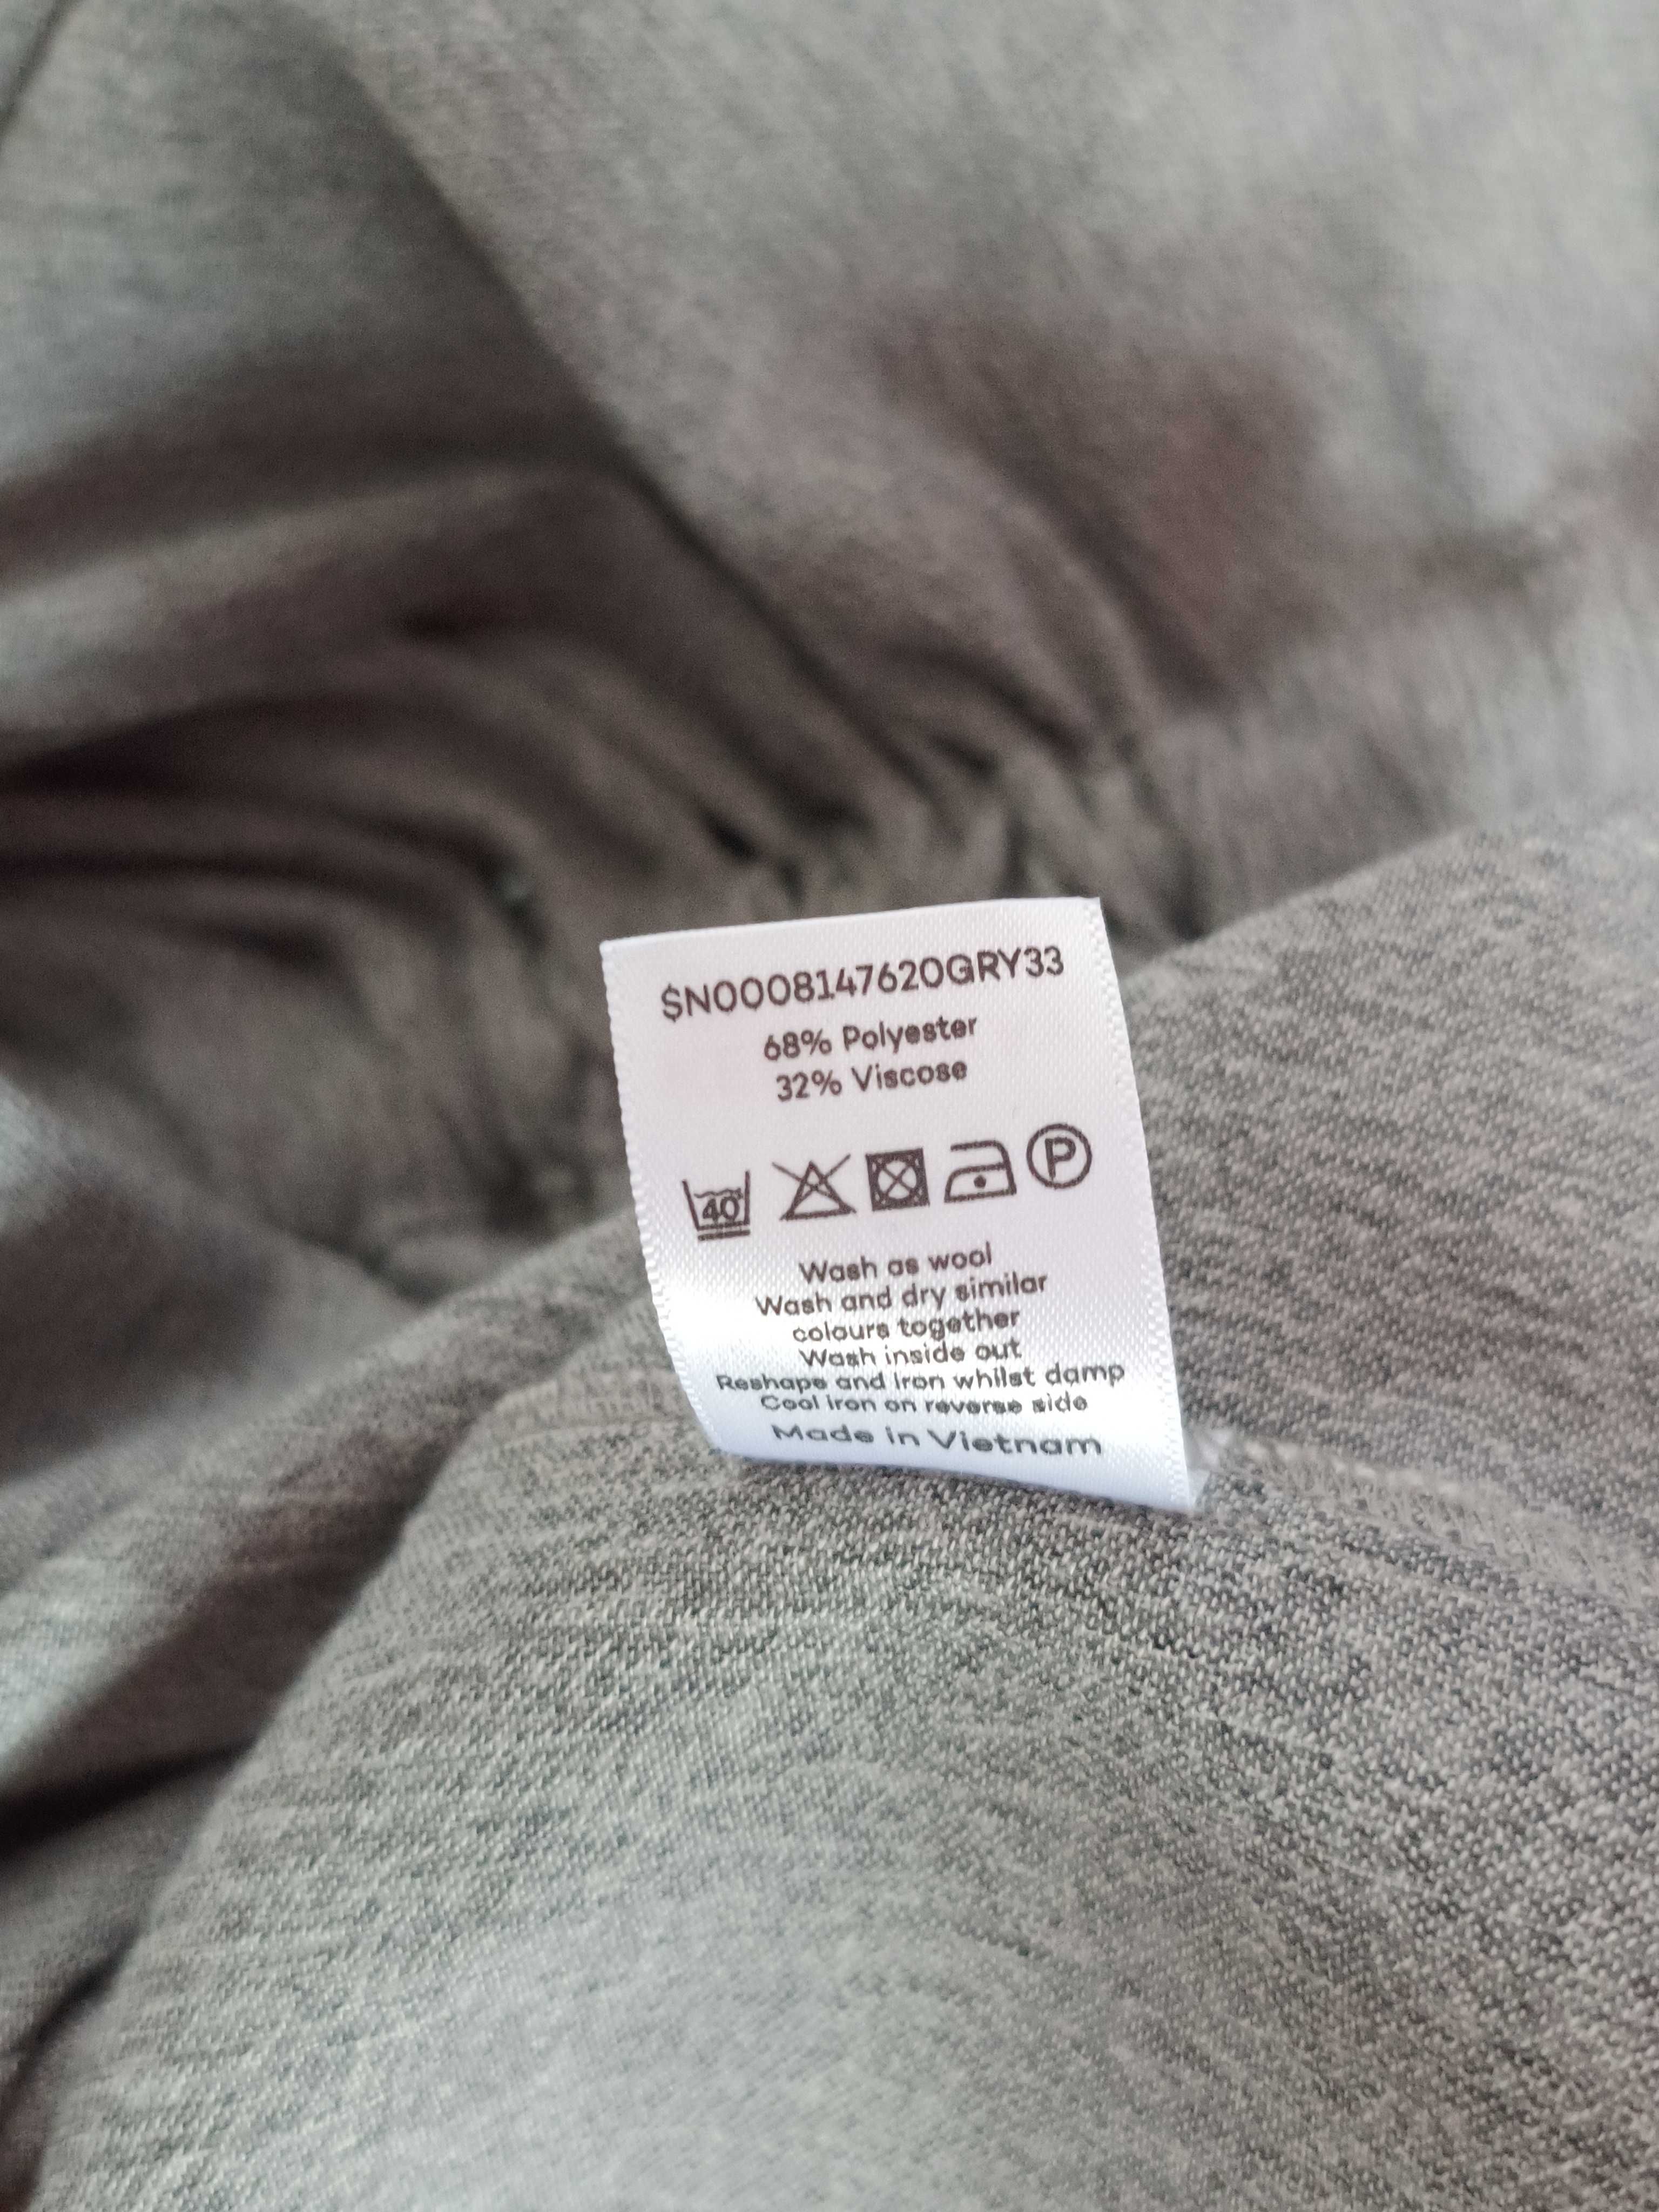 $N0008147620GRY33
68% Polyester
32% Viscose
40° P
Wash as wool
Wash and dry similar
colours together
Wash inside out
Reshape and Iron whilst damp
Cool iron on reverse side
Made in Vietnam